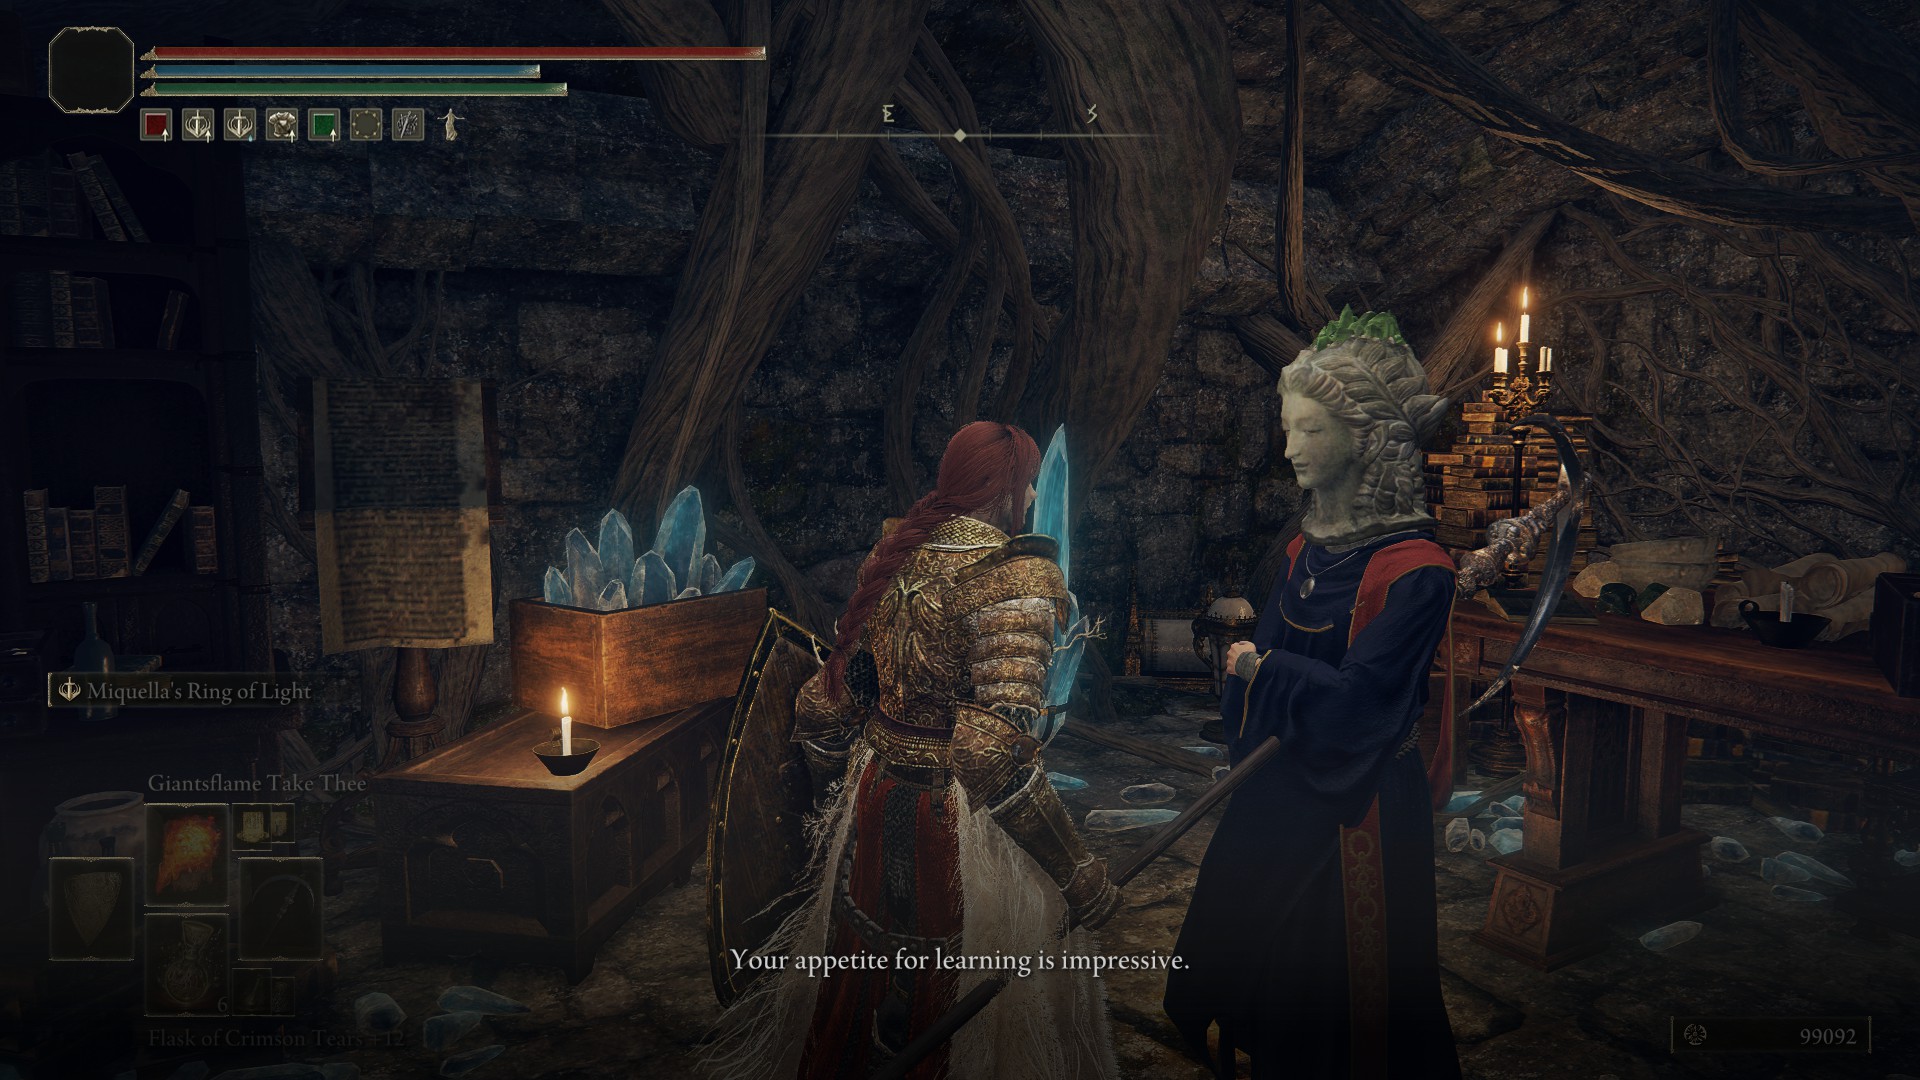 E
S
Miquella's Ring of Light
Giantsflame Take Thee
6
Flask of Crimson Tears +12
Your appetite for learning is impressive.
99092